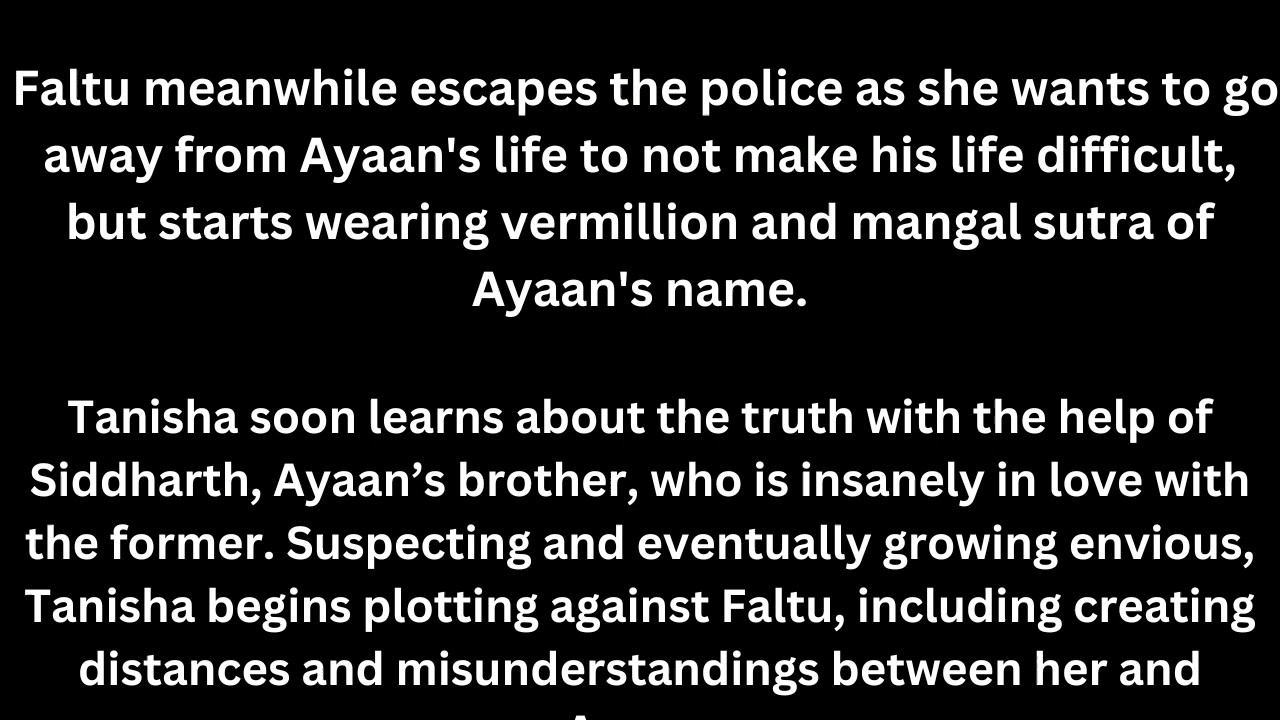 Faltu meanwhile escapes the police as she wants to go
away from Ayaan's life to not make his life difficult,
but starts wearing vermillion and mangal sutra of
Ayaan's name.
Tanisha soon learns about the truth with the help of
Siddharth, Ayaan’s brother, who is insanely in love with
the former. Suspecting and eventually growing envious,
Tanisha begins plotting against Faltu, including creating
distances and misunderstandings between her and